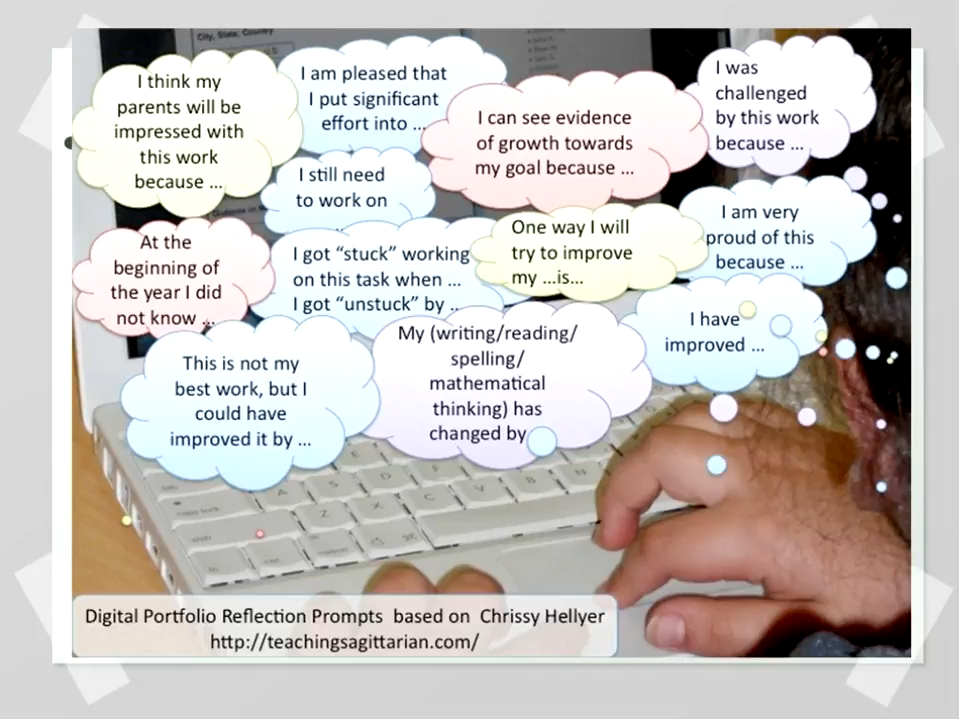 City, State, Country
I think my
parents will be
impressed with
this work
because ...
I am pleased that
I put significant
effort into ...
I can see evidence
of growth towards
my goal because ...
I was
challenged
by this work
because ...
I still need
to work on
..
At the
beginning of
the year I did
not know ...
I got “stuck” working
on this task when ...
I got “unstuck” by ..
One way I will
try to improve
my ...is...
I am very
proud of this
because ...
This is not my
best work, but I
could have
improved it by ...
My (writing/reading/
spelling/
mathematical
thinking) has
changed by
I have
improved ...
E
A S D F
Z X C V B N
caps lock
shift
fn
Digital Portfolio Reflection Prompts based on Chrissy Hellyer
http://teachingsagittarian.com/